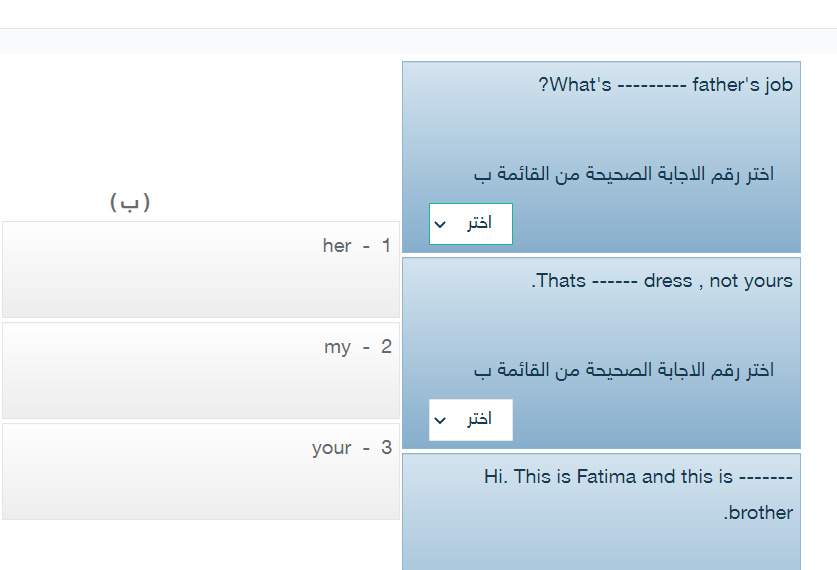 What's --------- father's job?
اختر رقم الاجابة الصحيحة من القائمة ب
اختر
Thats ------ dress , not yours.
اختر رقم الاجابة الصحيحة من القائمة ب
اختر
Hi. This is Fatima and this is -------
brother.
(ب)
1 - her
2 - my
3 - your